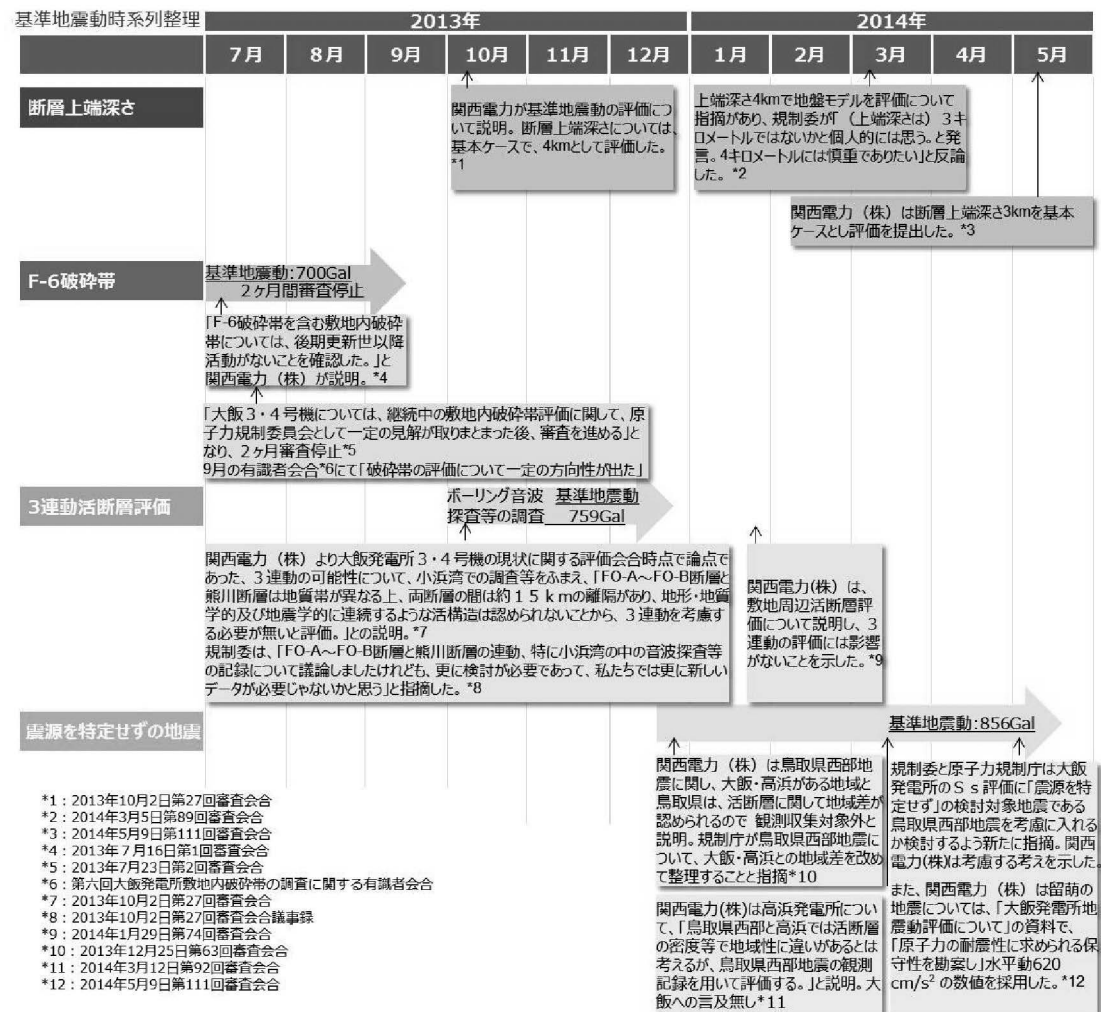 基準地震動時系列整理
2013年
2014年
7月
8月
9月
10月
11月
12月
1月
2月
3月
4月
5月
断層上端深さ
関西電力が基準地震動の評価につ
いて説明。断層上端深さについては、
基本ケースで、4kmとして評価した。
*1
上端深さ4kmで地盤モデルを評価について
指摘があり、規制委が「（上端深さは）３キ
ロメートルではないかと個人的には思う。と発
言。4キロメートルには慎重でありたい」と反論
した。*2
関西電力（株）は断層上端深さ3kmを基本
ケースとし評価を提出した。*3
F-6破砕帯
基準地震動:700Gal
２ヶ月間審査停止
「F-6破砕帯を含む敷地内破砕
帯については、後期更新世以降
活動がないことを確認した。」と
関西電力（株）が説明。*4
「大飯３・４号機については、継続中の敷地内破砕帯評価に関して、原
子力規制委員会として一定の見解が取りまとまった後、審査を進める」と
なり、２ヶ月審査停止*5
9月の有識者会合*6にて「破砕帯の評価について一定の方向性が出た」
3連動活断層評価
ボーリング音波
探査等の調査
基準地震動
759Gal
関西電力（株）より大飯発電所３・４号機の現状に関する評価会合時点で論点で
あった、３連動の可能性について、小浜湾での調査等をふまえ、「FO-A～FO-B断層と
熊川断層は地質帯が異なる上、両断層の間は約１５ｋｍの離隔があり、地形・地質
学的及び地震学的に連続するような活構造は認められないことから、３連動を考慮す
る必要が無いと評価。」との説明。*7
規制委は、「FO-A～FO-B断層と熊川断層の連動、特に小浜湾の中の音波探査等
の記録について議論しましたけれども、更に検討が必要であって、私たちでは更に新しい
データが必要じゃないかと思う」と指摘した。*8
関西電力(株)は、
敷地周辺活断層評
価について説明し、３
連動の評価には影響
がないことを示した。*9
震源を特定せずの地震
基準地震動:856Gal
関西電力（株）は鳥取県西部地
震に関し、大飯・高浜がある地域と
鳥取県は、活断層に関して地域差が
認められるので 観測収集対象外と
説明。規制庁が鳥取県西部地震に
ついて、大飯・高浜との地域差を改め
て整理することと指摘*10
関西電力(株)は高浜発電所につい
て、「鳥取県西部と高浜では活断層
の密度等で地域性に違いがあるとは
考えるが、鳥取県西部地震の観測
記録を用いて評価する。」と説明。大
飯への言及無し*11
規制委と原子力規制庁は大飯
発電所のＳｓ評価に「震源を特
定せず」の検討対象地震である
鳥取県西部地震を考慮に入れる
か検討するよう新たに指摘。関西
電力(株)は考慮する考えを示した。
また、関西電力（株）は留萌の
地震については、「大飯発電所地
震動評価について」の資料で、
「原子力の耐震性に求められる保
守性を勘案し」水平動620
cm/s² の数値を採用した。*12
*1：2013年10月2日第27回審査会合
*2：2014年3月5日第89回審査会合
*3：2014年5月9日第111回審査会合
*4：2013年７月16日第1回審査会合
*5：2013年7月23日第2回審査会合
*6：第六回大飯発電所敷地内破砕帯の調査に関する有識者会合
*7：2013年10月2日第27回審査会合
*8：2013年10月2日第27回審査会合議事録
*9：2014年1月29日第74回審査会合
*10：2013年12月25日第63回審査会合
*11：2014年3月12日第92回審査会合
*12：2014年5月9日第111回審査会合